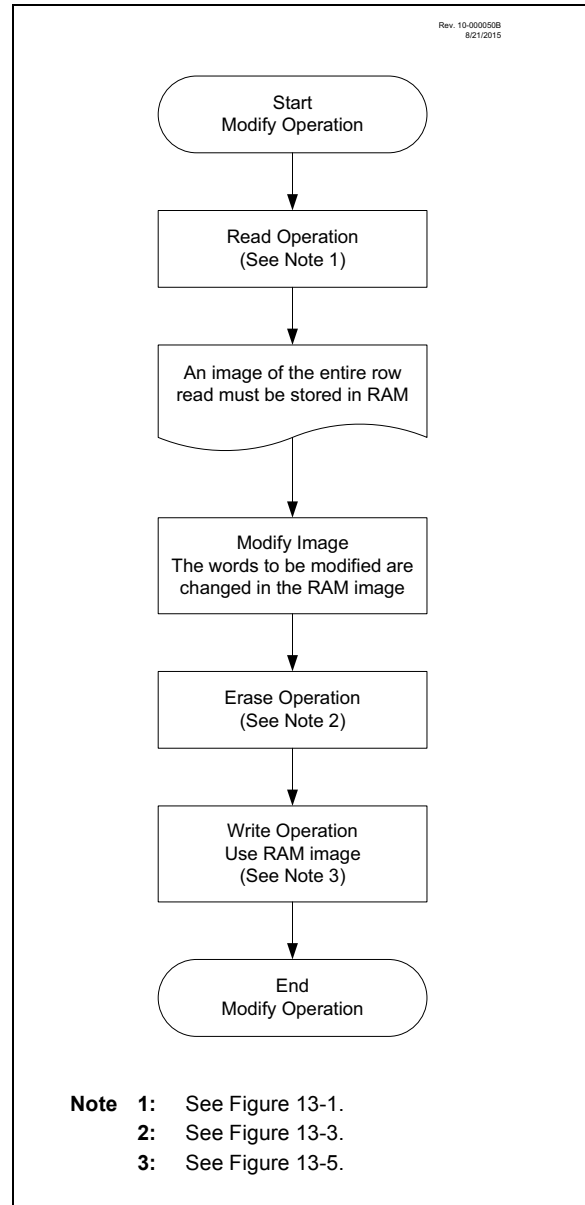 Rev. 10-000050B
8/21/2015
Start
Modify Operation
Read Operation
(See Note 1)
An image of the entire row
read must be stored in RAM
Modify Image
The words to be modified are
changed in the RAM image
Erase Operation
(See Note 2)
Write Operation
Use RAM image
(See Note 3)
End
Modify Operation
Note 1: See Figure 13-1.
2: See Figure 13-3.
3: See Figure 13-5.